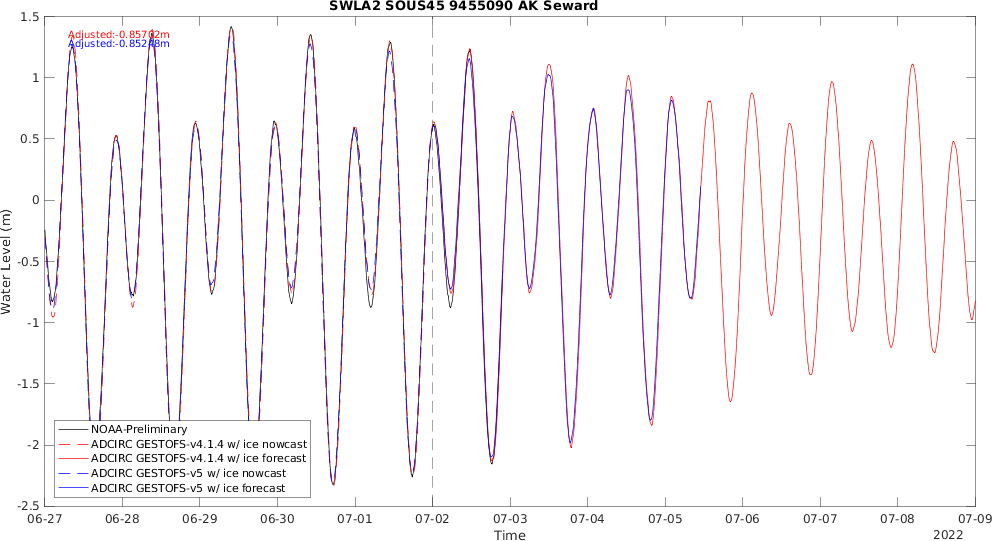 SWLA2 SOUS45 9455090 AK Seward
Adjusted:-0.85702m
Adjusted:-0.85248m
1.5
1
0.5
0
-0.5
-1
-1.5
-2
-2.5
Water Level (m)
NOAA-Preliminary
ADCIRC GESTOFS-v4.1.4 w/ ice nowcast
ADCIRC GESTOFS-v4.1.4 w/ ice forecast
ADCIRC GESTOFS-v5 w/ ice nowcast
ADCIRC GESTOFS-v5 w/ ice forecast
06-27 06-28 06-29 06-30 07-01 07-02 07-03 07-04 07-05 07-06 07-07 07-08 07-09
Time
2022